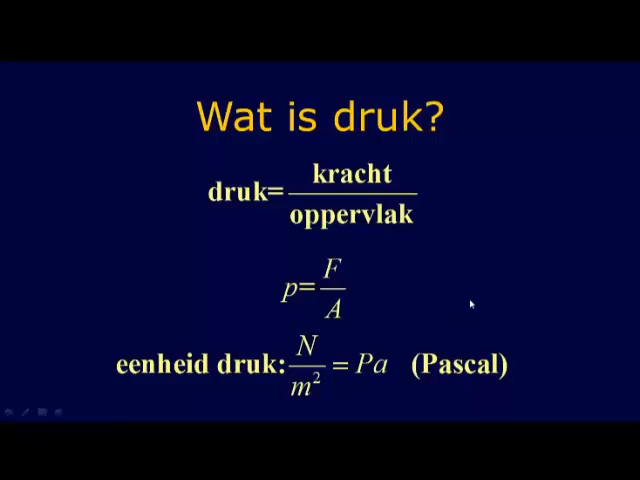 Wat is druk?
druk= kracht / oppervlak
p= F / A
eenheid druk: N / m² = Pa (Pascal)